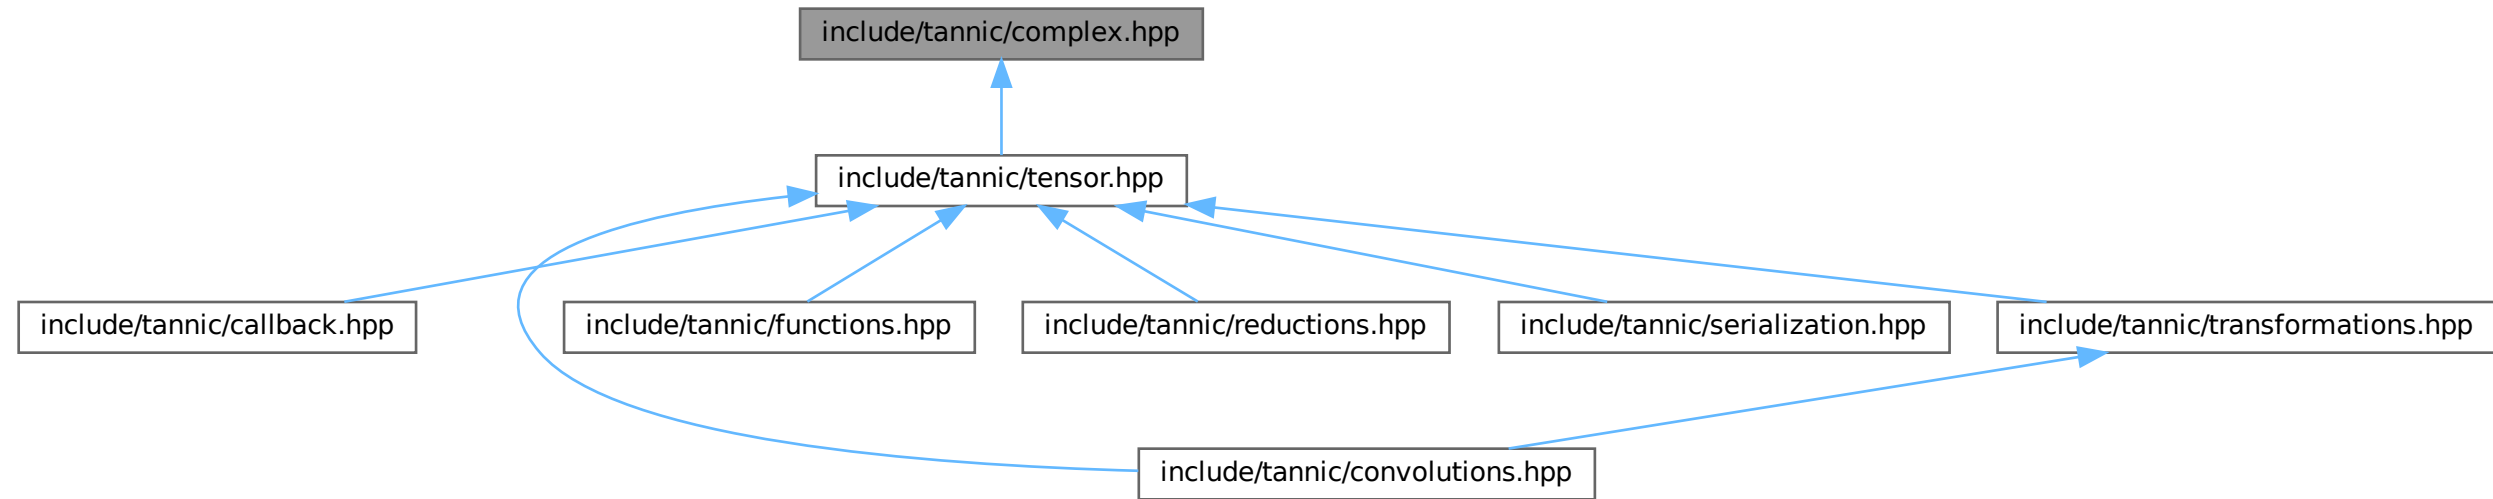 include/tannic/complex.hpp
include/tannic/tensor.hpp
include/tannic/callback.hpp
include/tannic/functions.hpp
include/tannic/reductions.hpp
include/tannic/serialization.hpp
include/tannic/transformations.hpp
include/tannic/convolutions.hpp